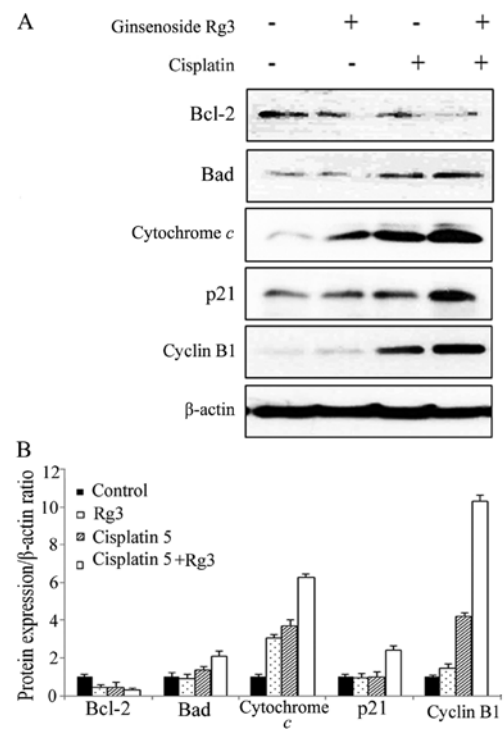 A
Ginsenoside Rg3 - + - +
Cisplatin - - + +
Bcl-2
Bad
Cytochrome c
p21
Cyclin B1
β-actin
B
Protein expression/β-actin ratio
12
10
8
6
4
2
0
Control
Rg3
Cisplatin 5
Cisplatin 5+Rg3
Bcl-2 Bad Cytochrome p21 Cyclin B1
c